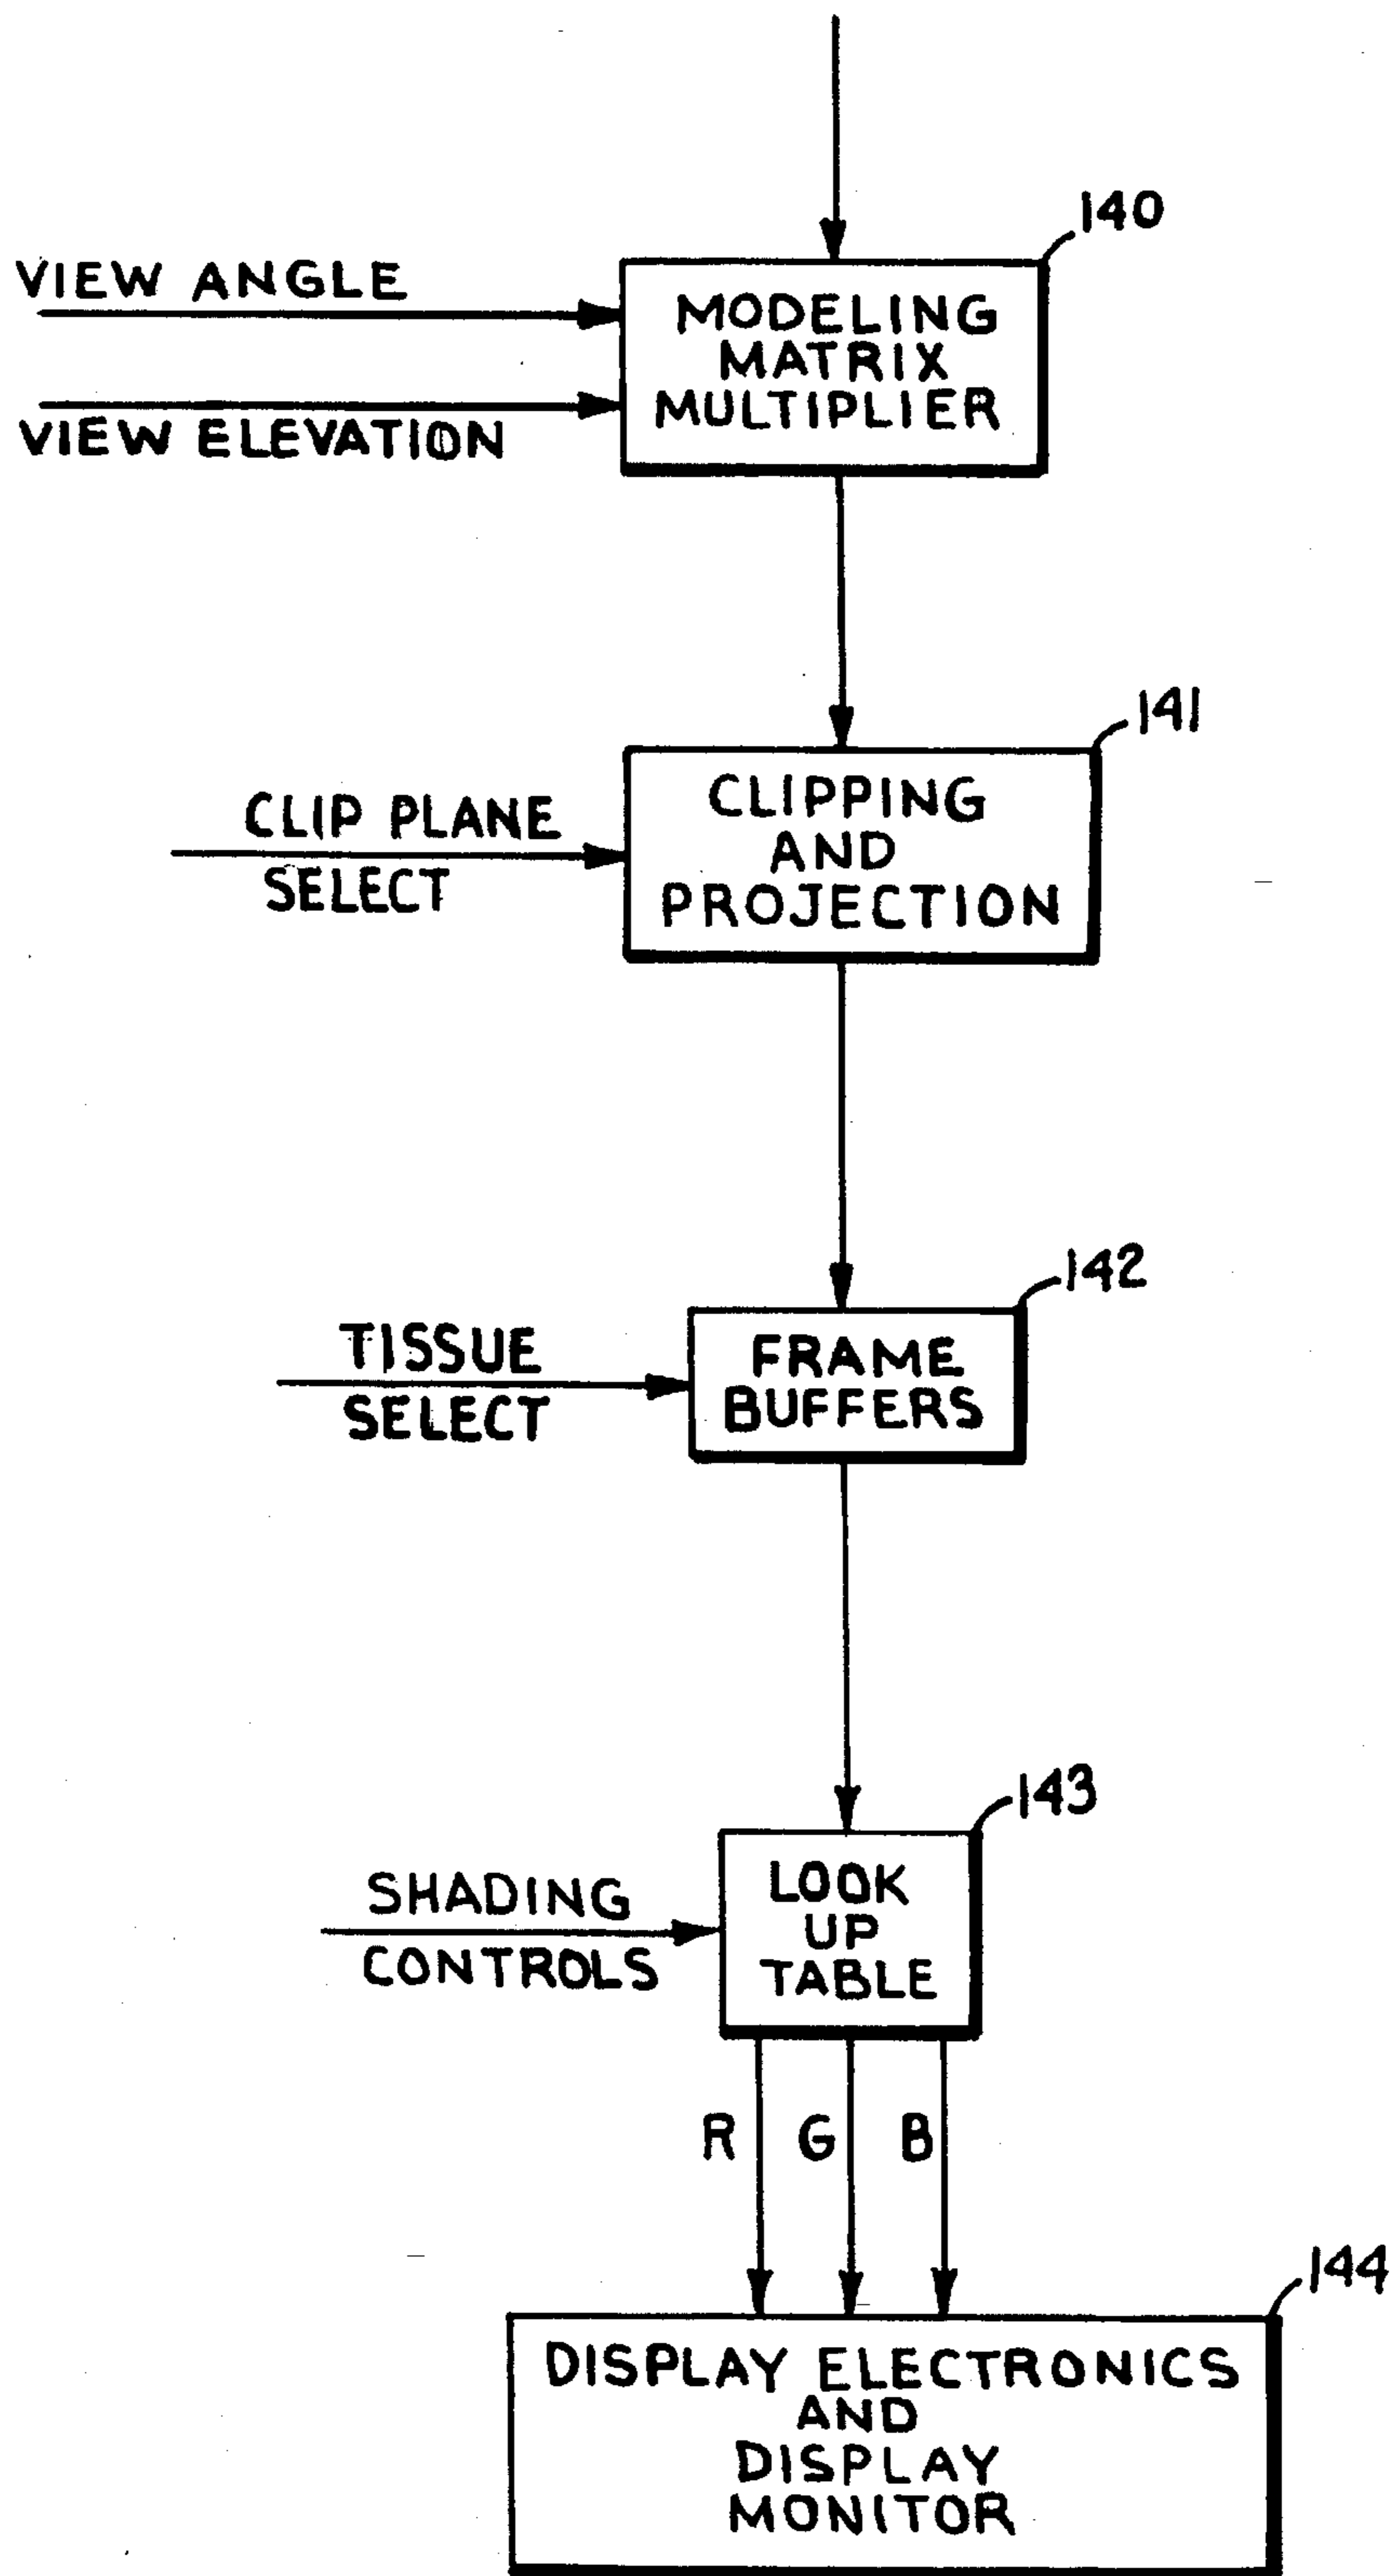 140
VIEW ANGLE
MODELING
MATRIX
MULTIPLIER
VIEW ELEVATION
141
CLIP PLANE
SELECT
CLIPPING
AND
PROJECTION
142
TISSUE
SELECT
FRAME
BUFFERS
143
SHADING
CONTROLS
LOOK
UP
TABLE
R G B
144
DISPLAY ELECTRONICS
AND
DISPLAY
MONITOR